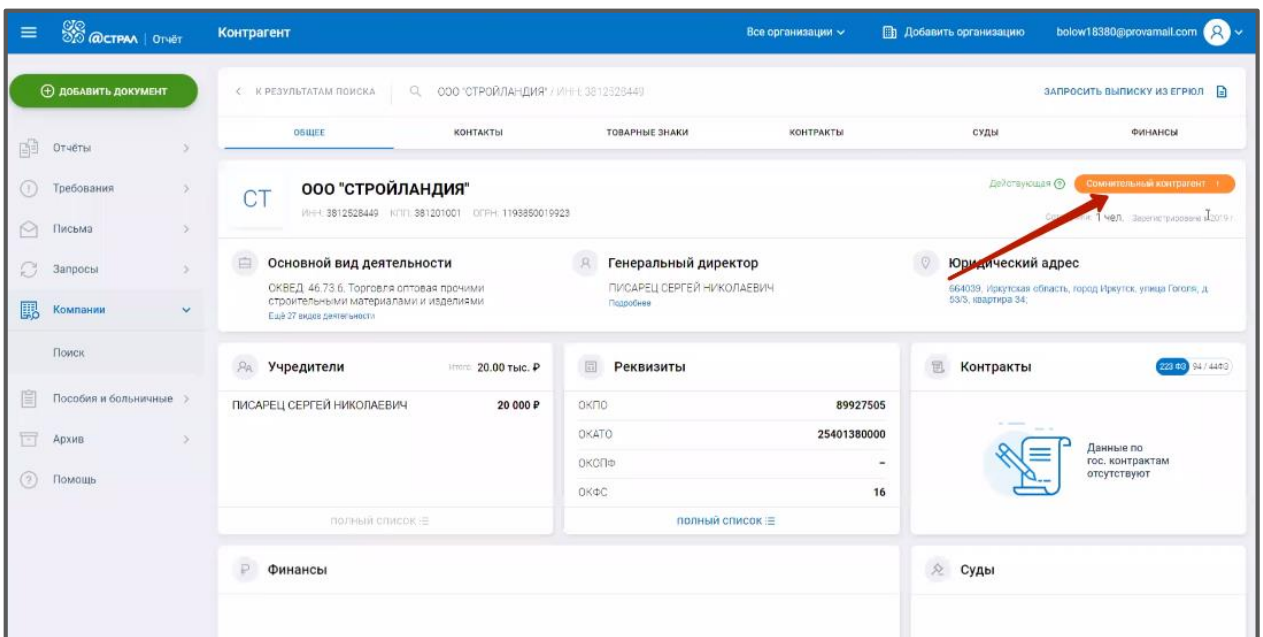 @СТРАЛ | Отчёт
Контрагент
Все организации
Добавить организацию
bolow18380@provamail.com
ДОБАВИТЬ ДОКУМЕНТ
Отчёты
Требования
Письма
Запросы
Компании
Поиск
Пособия и больничные
Архив
Помощь
К РЕЗУЛЬТАТАМ ПОИСКА
ООО "СТРОЙЛАНДИЯ" / ИНН: 3812528449
ЗАПРОСИТЬ ВЫПИСКУ ИЗ ЕГРЮЛ
ОБЩЕЕ
КОНТАКТЫ
ТОВАРНЫЕ ЗНАКИ
КОНТРАКТЫ
СУДЫ
ФИНАНСЫ
СТ
ООО "СТРОЙЛАНДИЯ"
ИНН: 3812528449 КПП: 381201001 ОГРН: 1193850019923
Действующая
Сомнительный контрагент
1 чел. Зарегистрирована в 2019 г.
Основной вид деятельности
ОКВЕД: 46.73.6. Торговля оптовая прочими
строительными материалами и изделиями
Ещё 27 видов деятельности
Генеральный директор
ПИСАРЕЦ СЕРГЕЙ НИКОЛАЕВИЧ
Подробнее
Юридический адрес
664039, Иркутская область, город Иркутск, улица Гоголя, д.
53/3, квартира 34;
Учредители
Итого: 20.00 тыс. ₽
ПИСАРЕЦ СЕРГЕЙ НИКОЛАЕВИЧ 20 000 ₽
ПОЛНЫЙ СПИСОК
Реквизиты
ОКПО 89927505
ОКАТО 25401380000
ОКОПФ –
ОКФС 16
ПОЛНЫЙ СПИСОК
Контракты
223 ФЗ 94 / 44ФЗ
Данные по
гос. контрактам
отсутствуют
Финансы
Суды